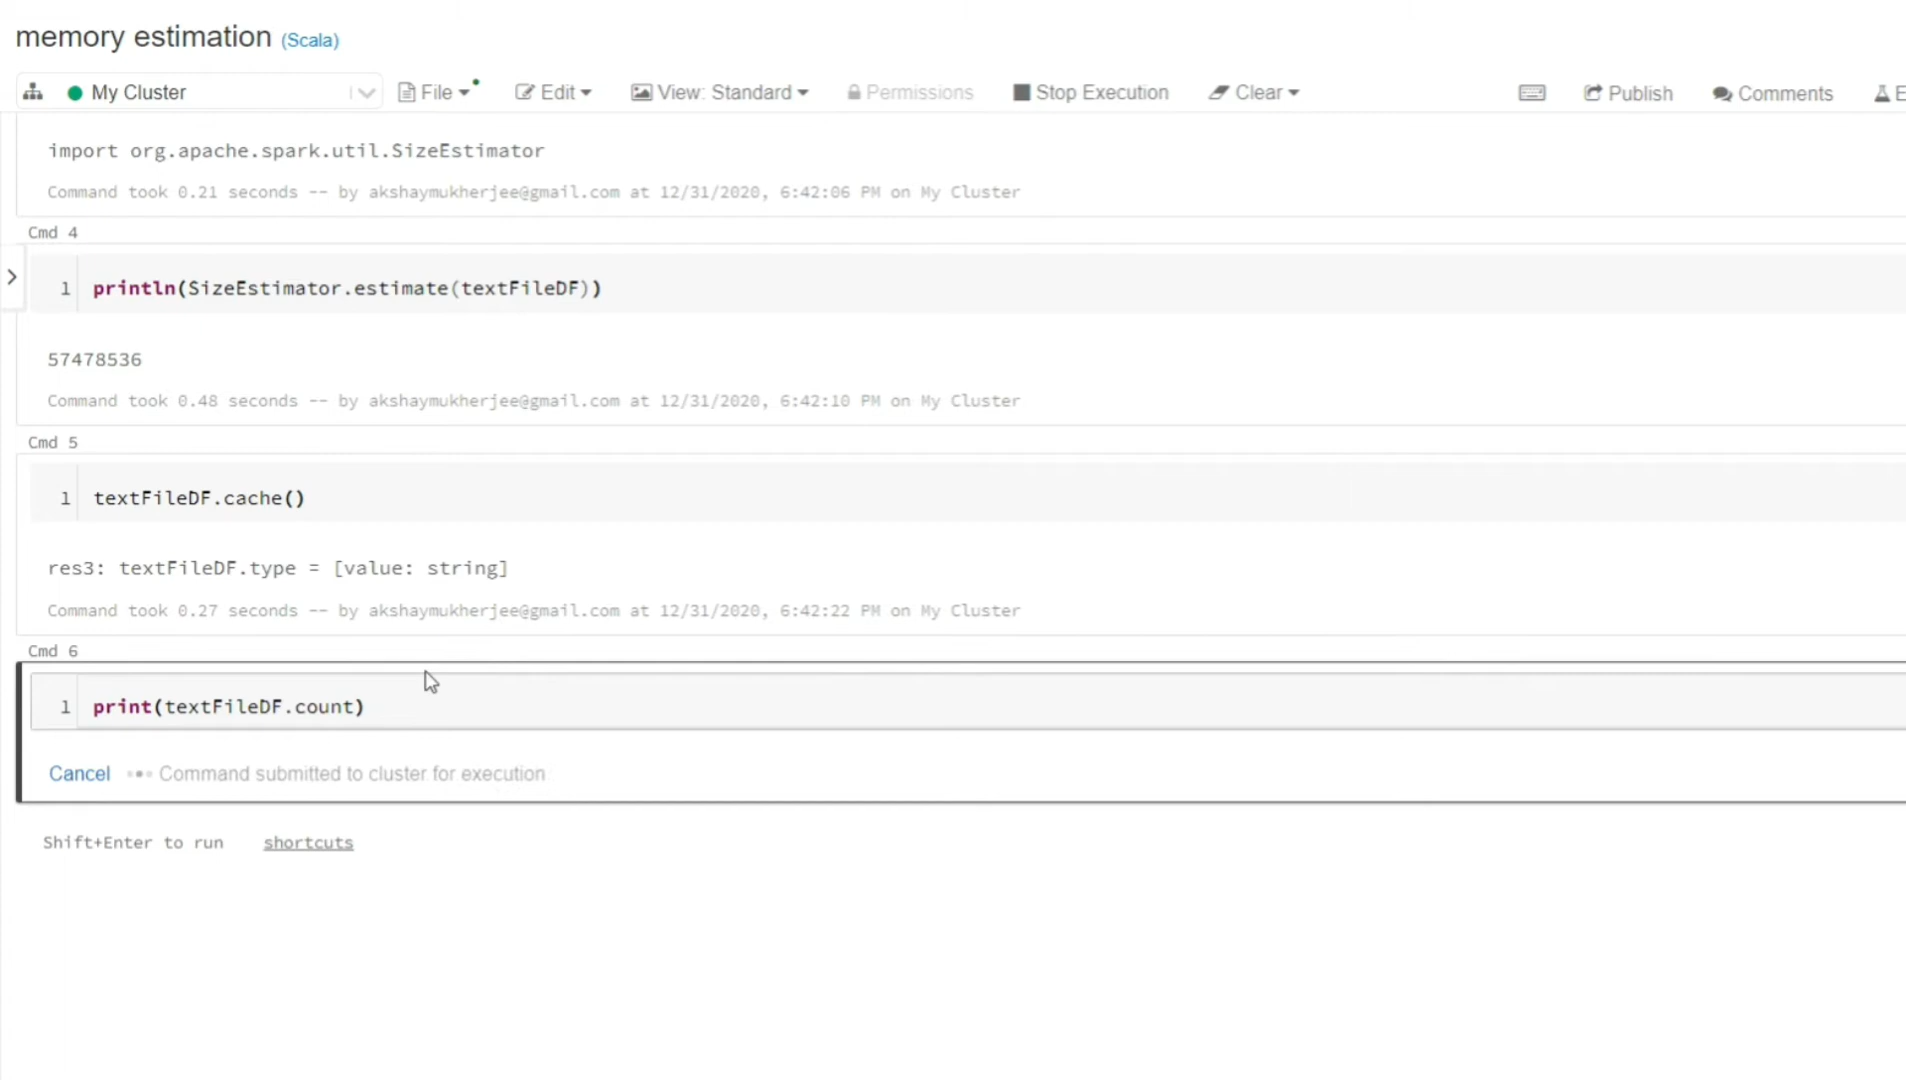 memory estimation (Scala)
My Cluster File Edit View: Standard Permissions Stop Execution Clear Publish Comments E
import org.apache.spark.util.SizeEstimator
Command took 0.21 seconds -- by akshaymukherjee@gmail.com at 12/31/2020, 6:42:06 PM on My Cluster
Cmd 4
1 println(SizeEstimator.estimate(textFileDF))
57478536
Command took 0.48 seconds -- by akshaymukherjee@gmail.com at 12/31/2020, 6:42:10 PM on My Cluster
Cmd 5
1 textFileDF.cache()
res3: textFileDF.type = [value: string]
Command took 0.27 seconds -- by akshaymukherjee@gmail.com at 12/31/2020, 6:42:22 PM on My Cluster
Cmd 6
1 print(textFileDF.count)
Cancel Command submitted to cluster for execution
Shift+Enter to run shortcuts